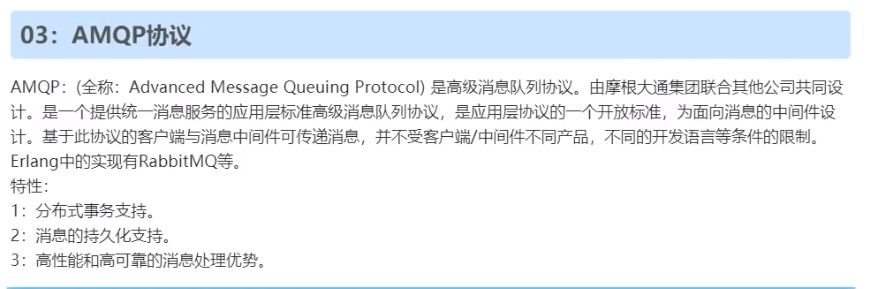 03：AMQP协议
AMQP：(全称：Advanced Message Queuing Protocol) 是高级消息队列协议。由摩根大通集团联合其他公司共同设
计。是一个提供统一消息服务的应用层标准高级消息队列协议，是应用层协议的一个开放标准，为面向消息的中间件设
计。基于此协议的客户端与消息中间件可传递消息，并不受客户端/中间件不同产品，不同的开发语言等条件的限制。
Erlang中的实现有RabbitMQ等。
特性：
1：分布式事务支持。
2：消息的持久化支持。
3：高性能和高可靠的消息处理优势。